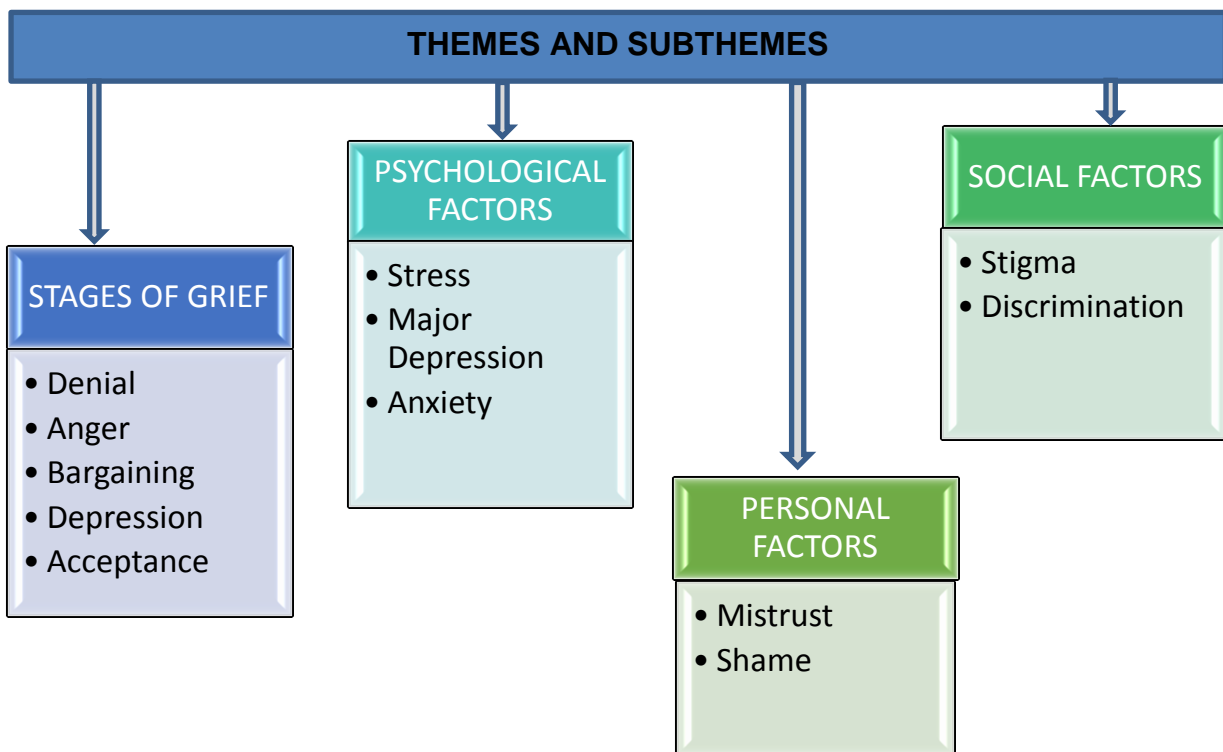 THEMES AND SUBTHEMES
STAGES OF GRIEF
• Denial
• Anger
• Bargaining
• Depression
• Acceptance
PSYCHOLOGICAL
FACTORS
• Stress
• Major
Depression
• Anxiety
PERSONAL
FACTORS
• Mistrust
• Shame
SOCIAL FACTORS
• Stigma
• Discrimination